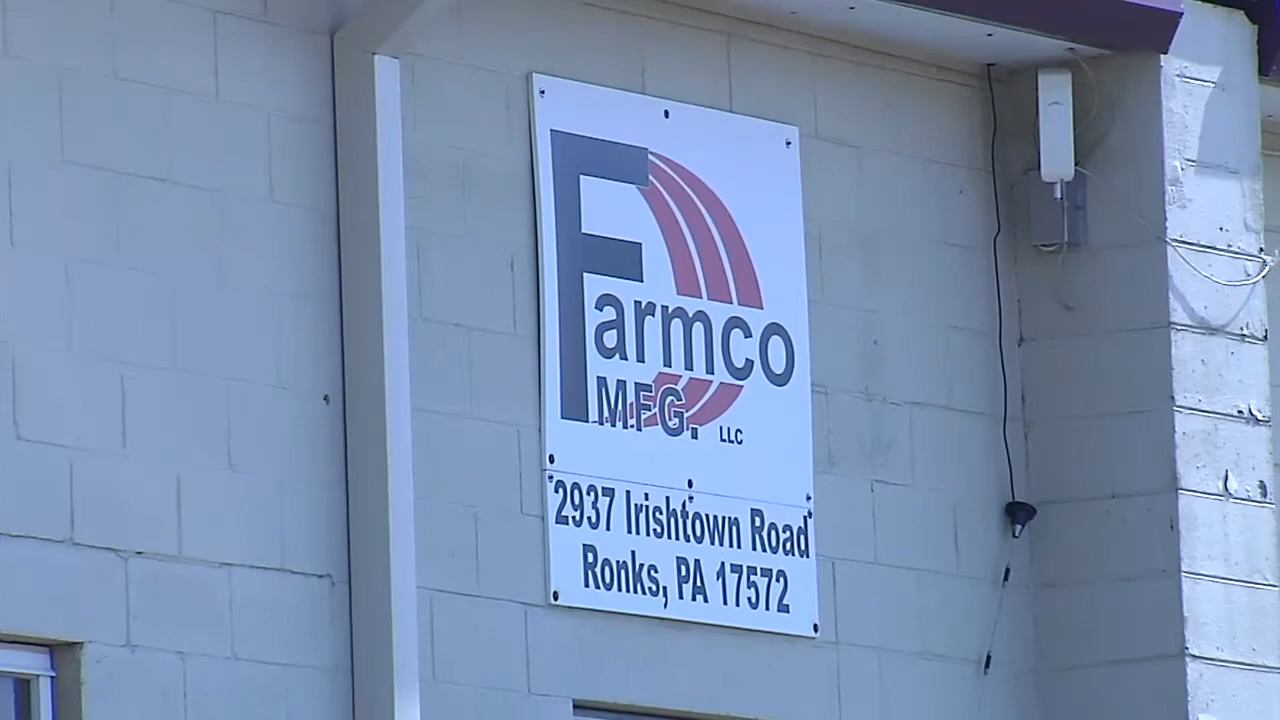 Farmco
MFG.
LLC
2937 Irishtown Road
Ronks, PA 17572